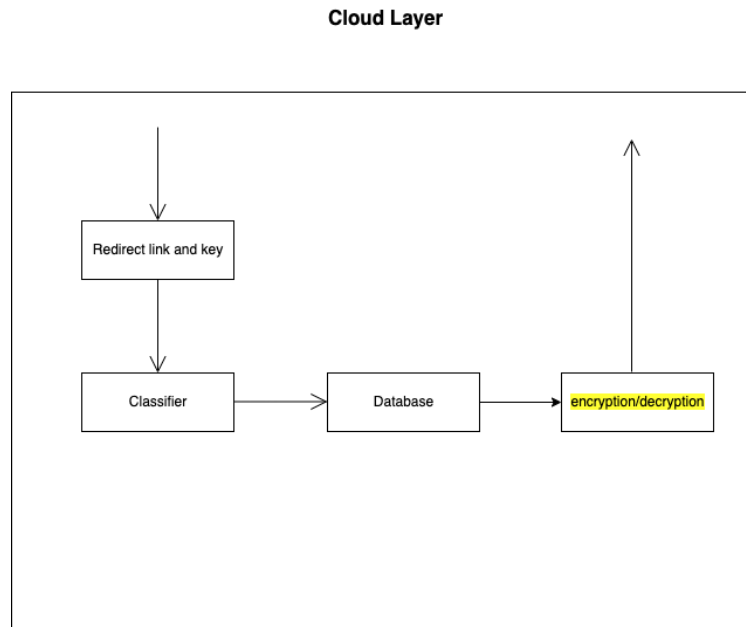 Cloud Layer
Redirect link and key
Classifier
Database
encryption/decryption